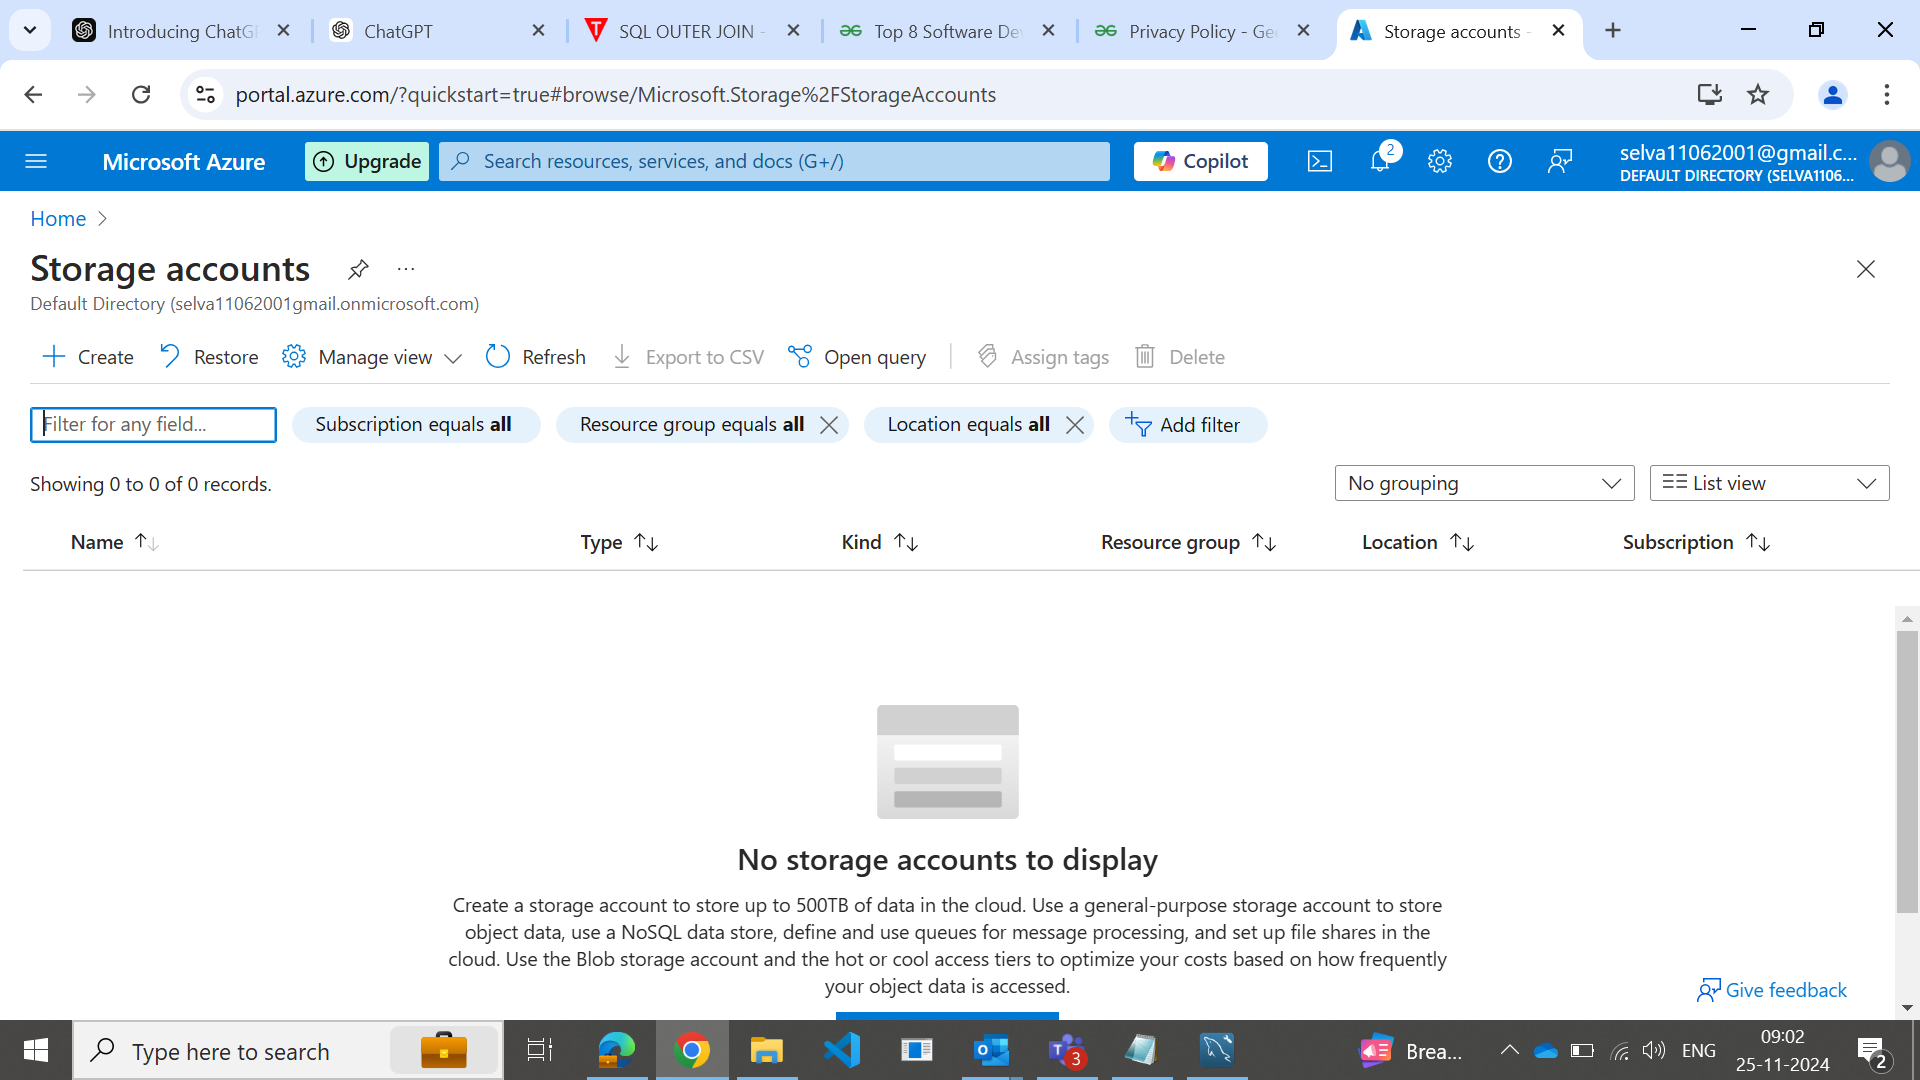 Introducing ChatGP
ChatGPT
SQL OUTER JOIN -
Top 8 Software Dev
Privacy Policy - Gee
Storage accounts -
portal.azure.com/?quickstart=true#browse/Microsoft.Storage%2FStorageAccounts
Microsoft Azure
Upgrade
Search resources, services, and docs (G+/)
Copilot
2
selva11062001@gmail.c...
DEFAULT DIRECTORY (SELVA1106...
Home
Storage accounts
Default Directory (selva11062001gmail.onmicrosoft.com)
Create
Restore
Manage view
Refresh
Export to CSV
Open query
Assign tags
Delete
Filter for any field...
Subscription equals all
Resource group equals all
Location equals all
Add filter
Showing 0 to 0 of 0 records.
No grouping
List view
Name
Type
Kind
Resource group
Location
Subscription
No storage accounts to display
Create a storage account to store up to 500TB of data in the cloud. Use a general-purpose storage account to store
object data, use a NoSQL data store, define and use queues for message processing, and set up file shares in the
cloud. Use the Blob storage account and the hot or cool access tiers to optimize your costs based on how frequently
your object data is accessed.
Give feedback
Type here to search
3
Brea...
ENG
09:02
25-11-2024
2